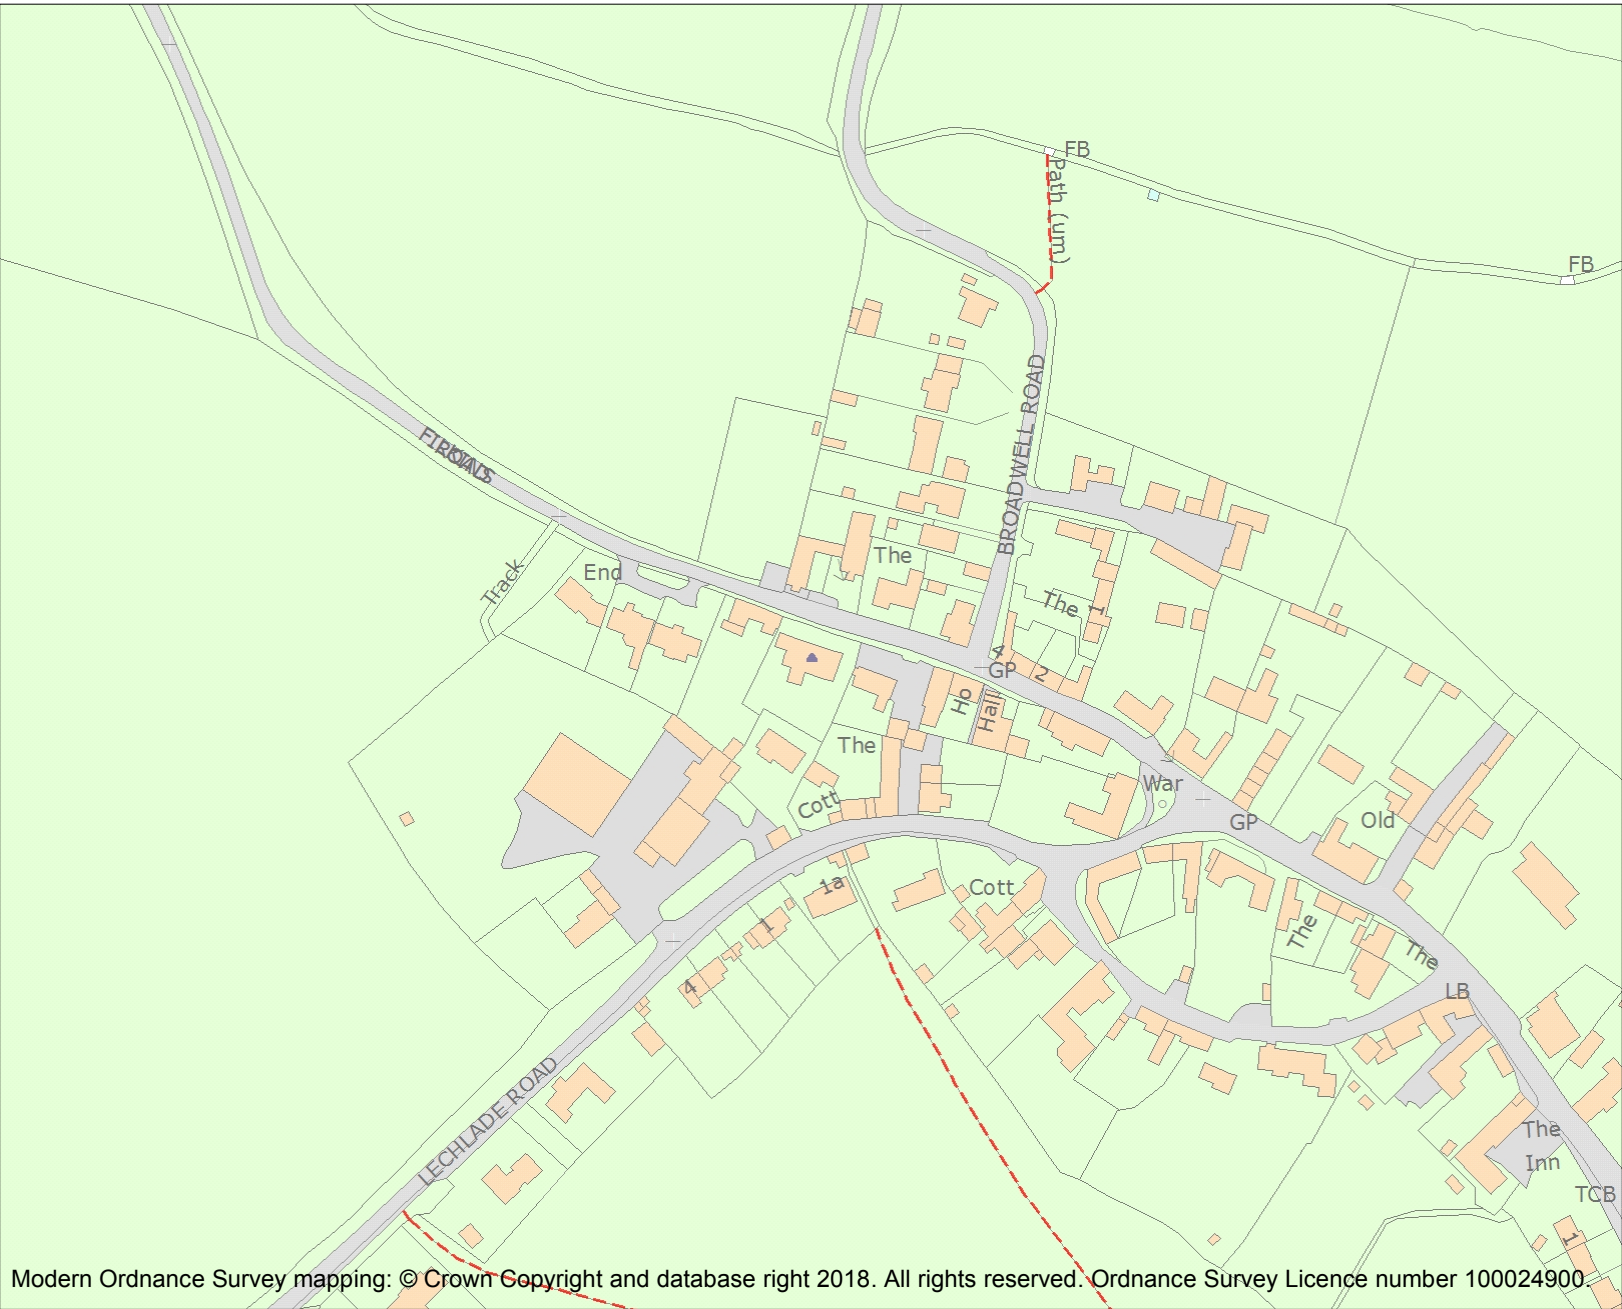 FB
Path (um)
FB
BROADWELL ROAD
Track
End
The
The
1
4
GP
2
Ho
Hall
The
War
Cott
GP
Old
1a
Cott
1
The
The
4
LB
LECHLADE ROAD
The
Inn
TCB
1
Modern Ordnance Survey mapping: © Crown Copyright and database right 2018. All rights reserved. Ordnance Survey Licence number 100024900.